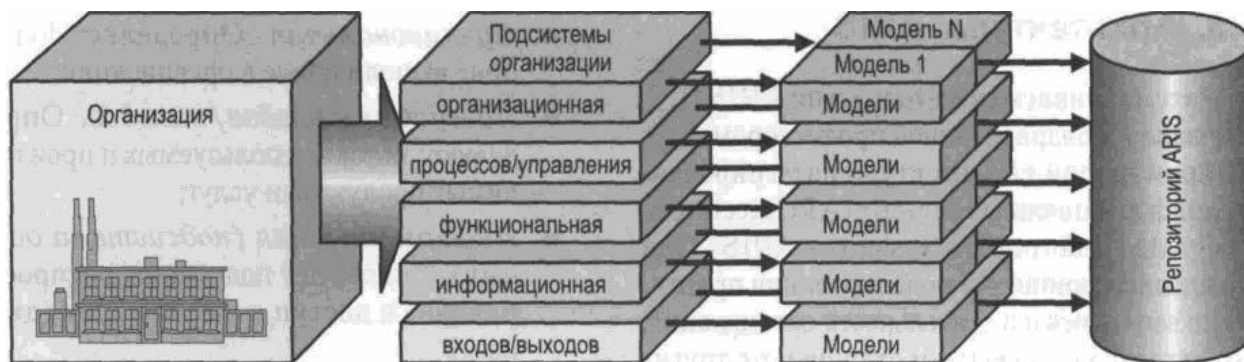 Организация
Подсистемы
организации
организационная
процессов/управления
функциональная
информационная
входов/выходов
Модель N
Модель 1
Модели
Модели
Модели
Модели
Модели
Репозиторий ARIS